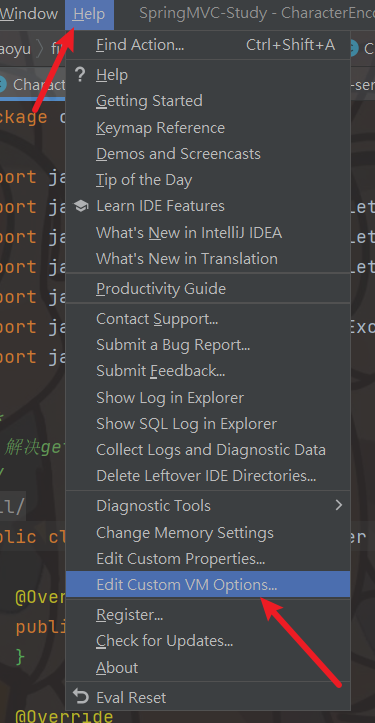 Window Help SpringMVC-Study - CharacterEnco
Find Action... Ctrl+Shift+A
Help
Getting Started
Keymap Reference
Demos and Screencasts
Tip of the Day
Learn IDE Features
What's New in IntelliJ IDEA
What's New in Translation
Productivity Guide
Contact Support...
Submit a Bug Report...
Submit Feedback...
Show Log in Explorer
Show SQL Log in Explorer
Collect Logs and Diagnostic Data
Delete Leftover IDE Directories...
Diagnostic Tools
Change Memory Settings
Edit Custom Properties...
Edit Custom VM Options...
Register...
Check for Updates...
About
Eval Reset
aoyu fi
Charact -ser
ckage c
port ja
port ja let
port ja let
port ja let
port ja
port ja Exc
解决get
ll/
blic cl er
@Over
public
}
@Override